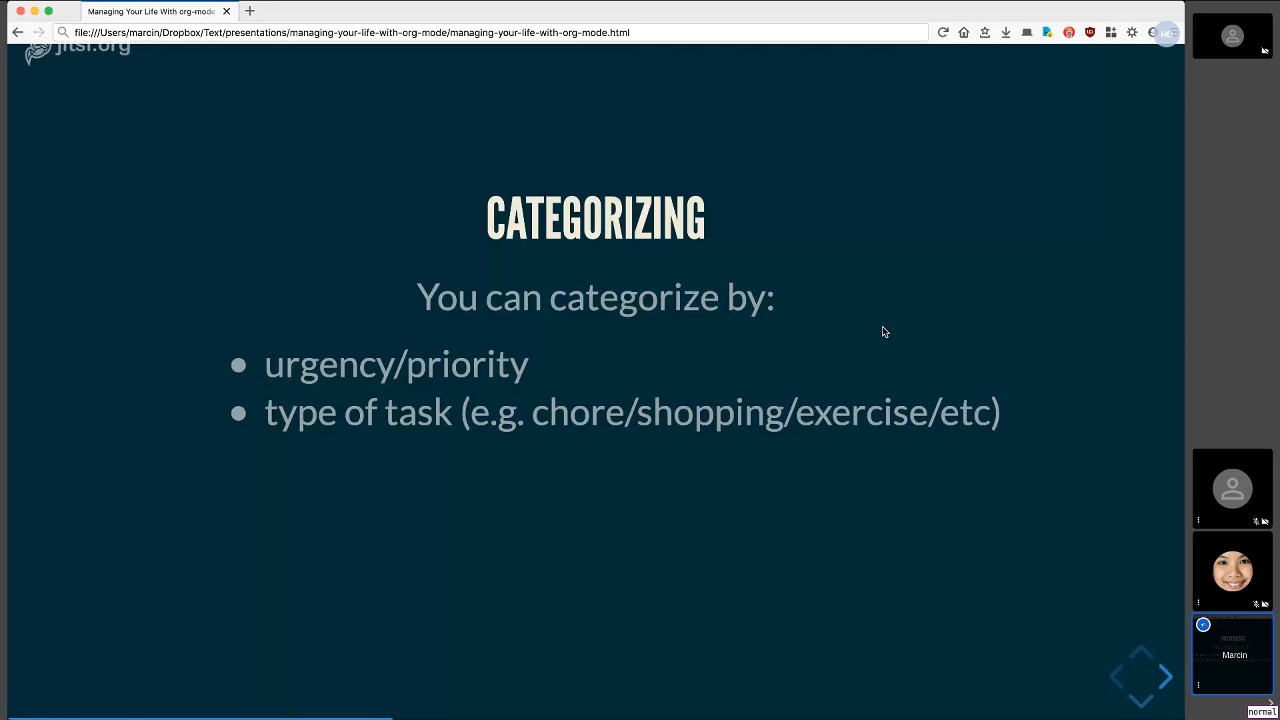 Managing Your Life With org-mode
file:///Users/marcin/Dropbox/Text/presentations/managing-your-life-with-org-mode/managing-your-life-with-org-mode.html
HD
jitsi.org
CATEGORIZING
You can categorize by:
urgency/priority
type of task (e.g. chore/shopping/exercise/etc)
Marcin
normal